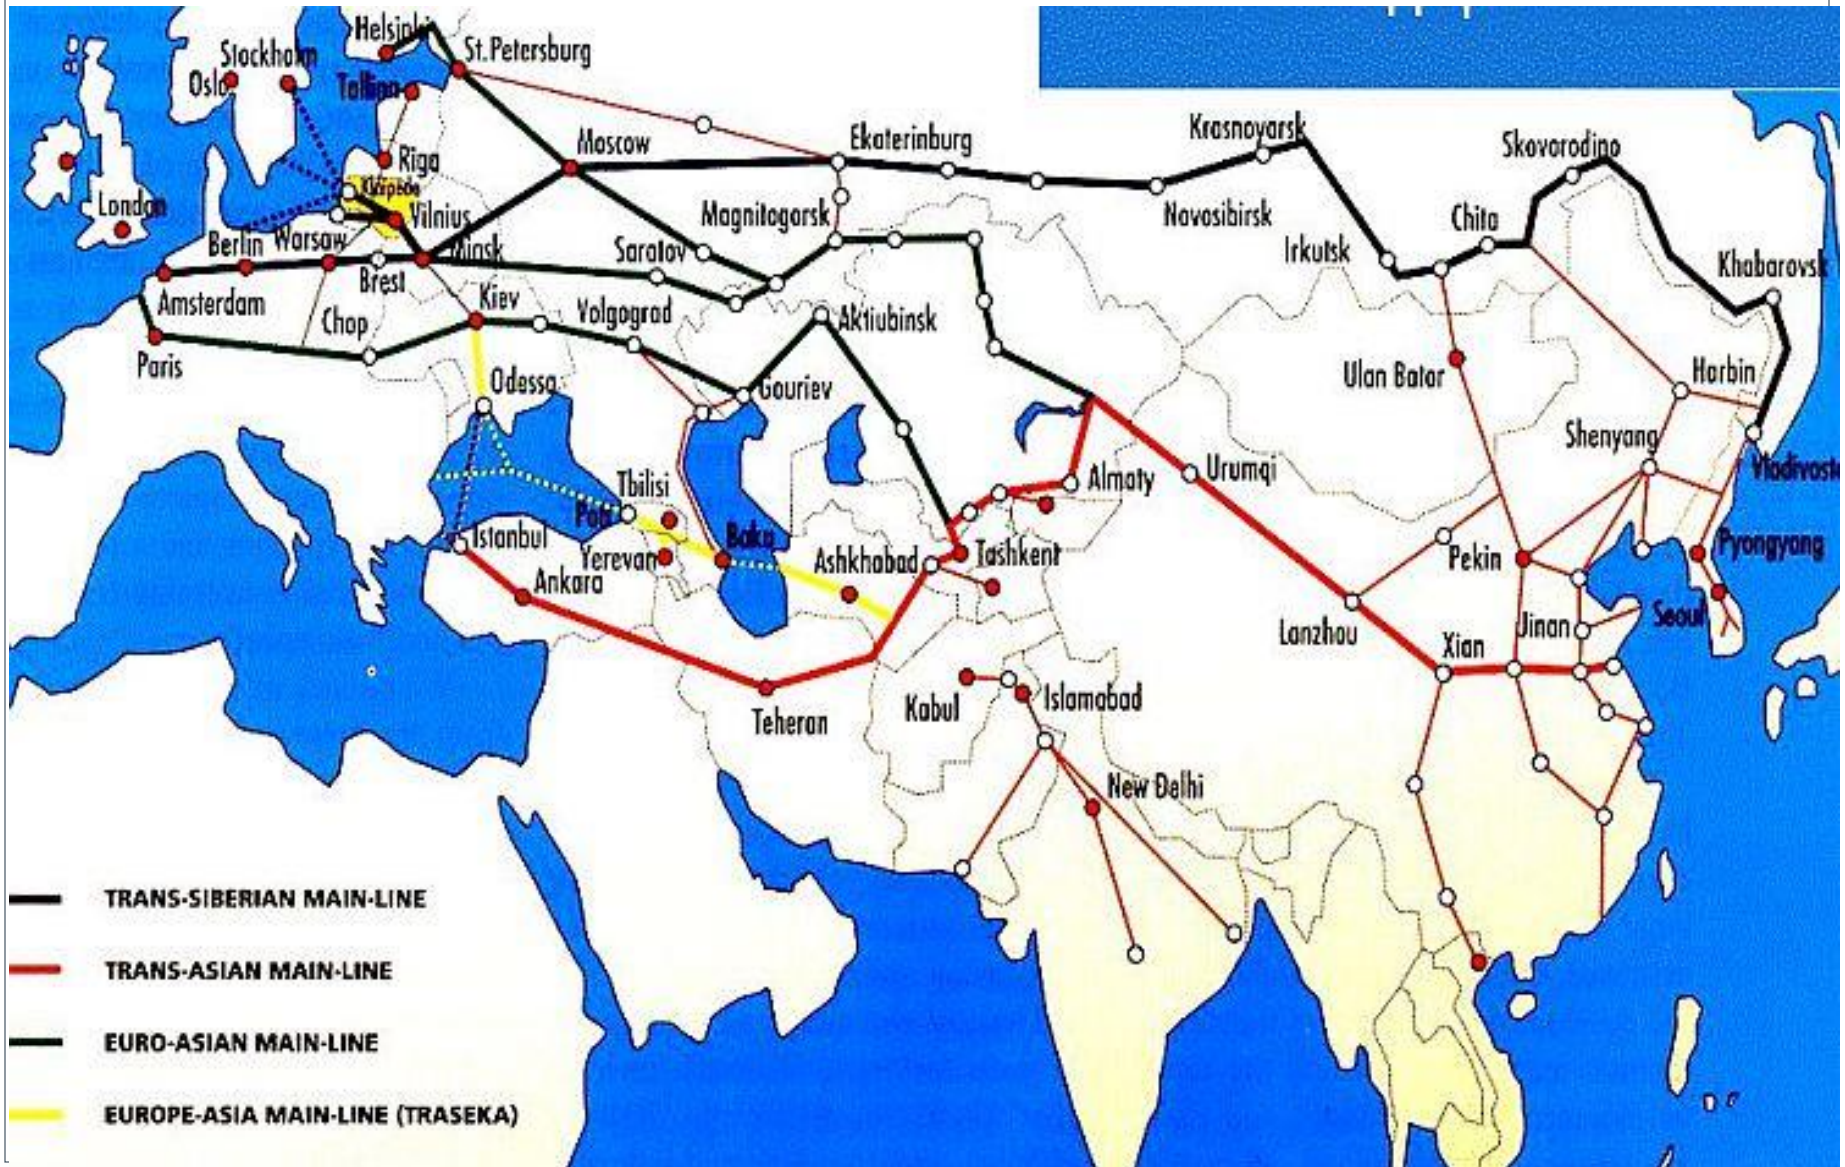 Helsinki
Stockholm
St.Petersburg
Oslo
Tallinn
Moscow
Ekaterinburg
Krasnoyarsk
Skovorodino
Riga
Klaipeda
London
Vilnius
Magnitogorsk
Novosibirsk
Chita
Berlin
Warsaw
Minsk
Saratov
Irkutsk
Khabarovsk
Brest
Amsterdam
Kiev
Chop
Volgograd
Aktiubinsk
Paris
Ulan Bator
Harbin
Odessa
Gouriev
Shenyang
Tbilisi
Almaty
Urumqi
Poti
Istanbul
Baku
Ashkhabad
Tashkent
Yerevan
Pekin
Pyongyang
Ankara
Lanzhou
Xian
Jinan
Seoul
Kabul
Islamabad
Teheran
New Delhi
TRANS-SIBERIAN MAIN-LINE
TRANS-ASIAN MAIN-LINE
EURO-ASIAN MAIN-LINE
EUROPE-ASIA MAIN-LINE (TRASEKA)